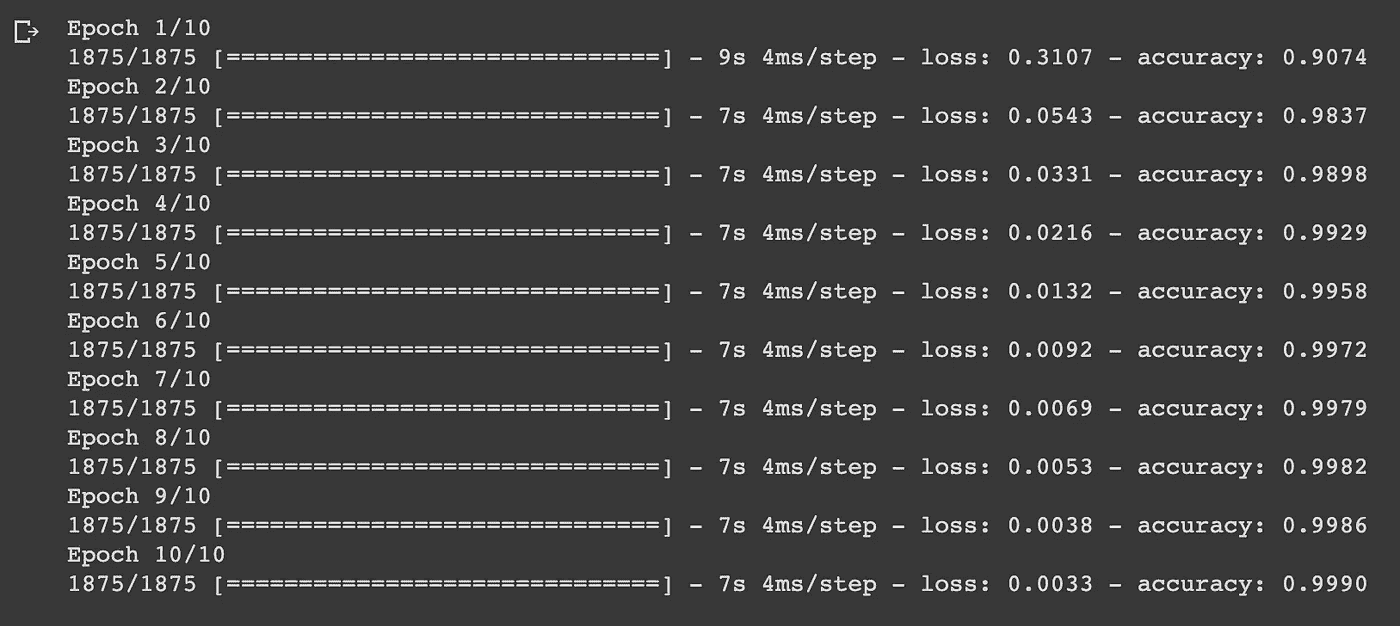 Epoch 1/10
1875/1875 [==============================] - 9s 4ms/step - loss: 0.3107 - accuracy: 0.9074
Epoch 2/10
1875/1875 [==============================] - 7s 4ms/step - loss: 0.0543 - accuracy: 0.9837
Epoch 3/10
1875/1875 [==============================] - 7s 4ms/step - loss: 0.0331 - accuracy: 0.9898
Epoch 4/10
1875/1875 [==============================] - 7s 4ms/step - loss: 0.0216 - accuracy: 0.9929
Epoch 5/10
1875/1875 [==============================] - 7s 4ms/step - loss: 0.0132 - accuracy: 0.9958
Epoch 6/10
1875/1875 [==============================] - 7s 4ms/step - loss: 0.0092 - accuracy: 0.9972
Epoch 7/10
1875/1875 [==============================] - 7s 4ms/step - loss: 0.0069 - accuracy: 0.9979
Epoch 8/10
1875/1875 [==============================] - 7s 4ms/step - loss: 0.0053 - accuracy: 0.9982
Epoch 9/10
1875/1875 [==============================] - 7s 4ms/step - loss: 0.0038 - accuracy: 0.9986
Epoch 10/10
1875/1875 [==============================] - 7s 4ms/step - loss: 0.0033 - accuracy: 0.9990